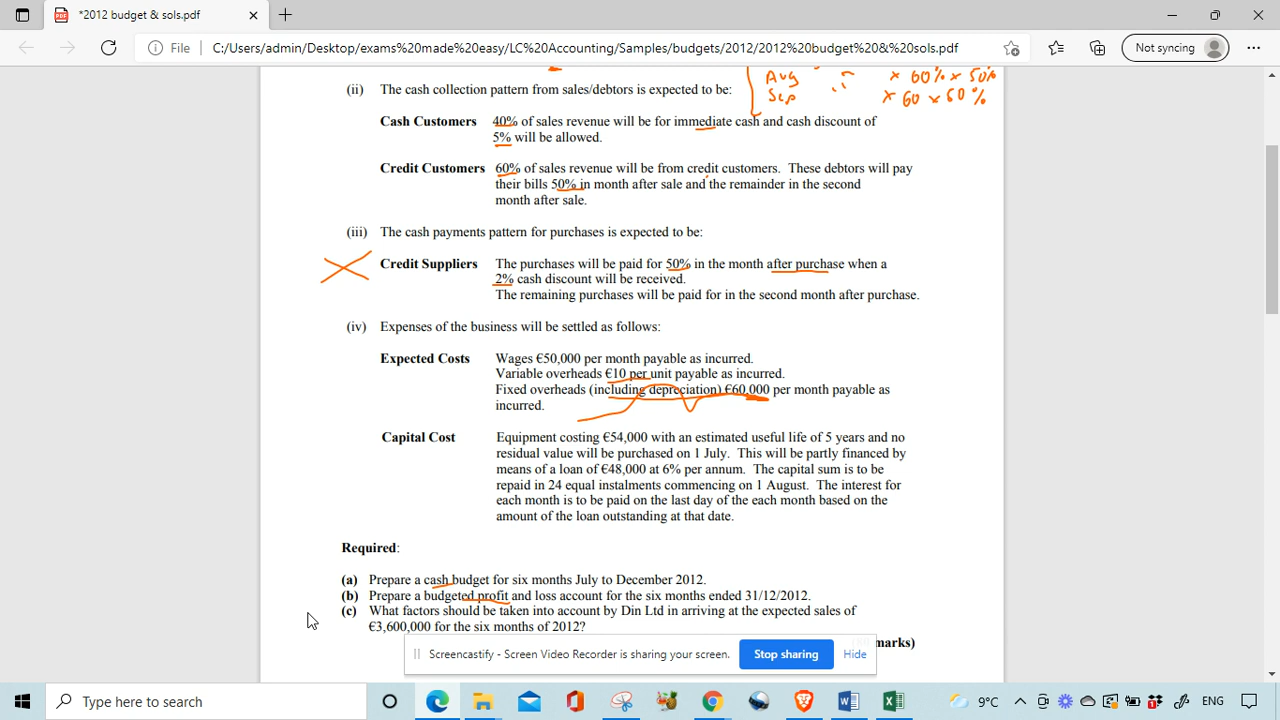 *2012 budget & sols.pdf
File
C:/Users/admin/Desktop/exams%20made%20easy/LC%20Accounting/Samples/budgets/2012/2012%20budget%20&%20sols.pdf
Not syncing
Aug " × 60% × 50%
Sep " × 60 × 60%
(ii) The cash collection pattern from sales/debtors is expected to be:
Cash Customers 40% of sales revenue will be for immediate cash and cash discount of
5% will be allowed.
Credit Customers 60% of sales revenue will be from credit customers. These debtors will pay
their bills 50% in month after sale and the remainder in the second
month after sale.
(iii) The cash payments pattern for purchases is expected to be:
Credit Suppliers The purchases will be paid for 50% in the month after purchase when a
2% cash discount will be received.
The remaining purchases will be paid for in the second month after purchase.
(iv) Expenses of the business will be settled as follows:
Expected Costs Wages €50,000 per month payable as incurred.
Variable overheads €10 per unit payable as incurred.
Fixed overheads (including depreciation) €60,000 per month payable as
incurred.
Capital Cost Equipment costing €54,000 with an estimated useful life of 5 years and no
residual value will be purchased on 1 July. This will be partly financed by
means of a loan of €48,000 at 6% per annum. The capital sum is to be
repaid in 24 equal instalments commencing on 1 August. The interest for
each month is to be paid on the last day of the each month based on the
amount of the loan outstanding at that date.
Required:
(a) Prepare a cash budget for six months July to December 2012.
(b) Prepare a budgeted profit and loss account for the six months ended 31/12/2012.
(c) What factors should be taken into account by Din Ltd in arriving at the expected sales of
€3,600,000 for the six months of 2012?
marks)
Screencastify - Screen Video Recorder is sharing your screen.
Stop sharing
Hide
Type here to search
9°C
ENG